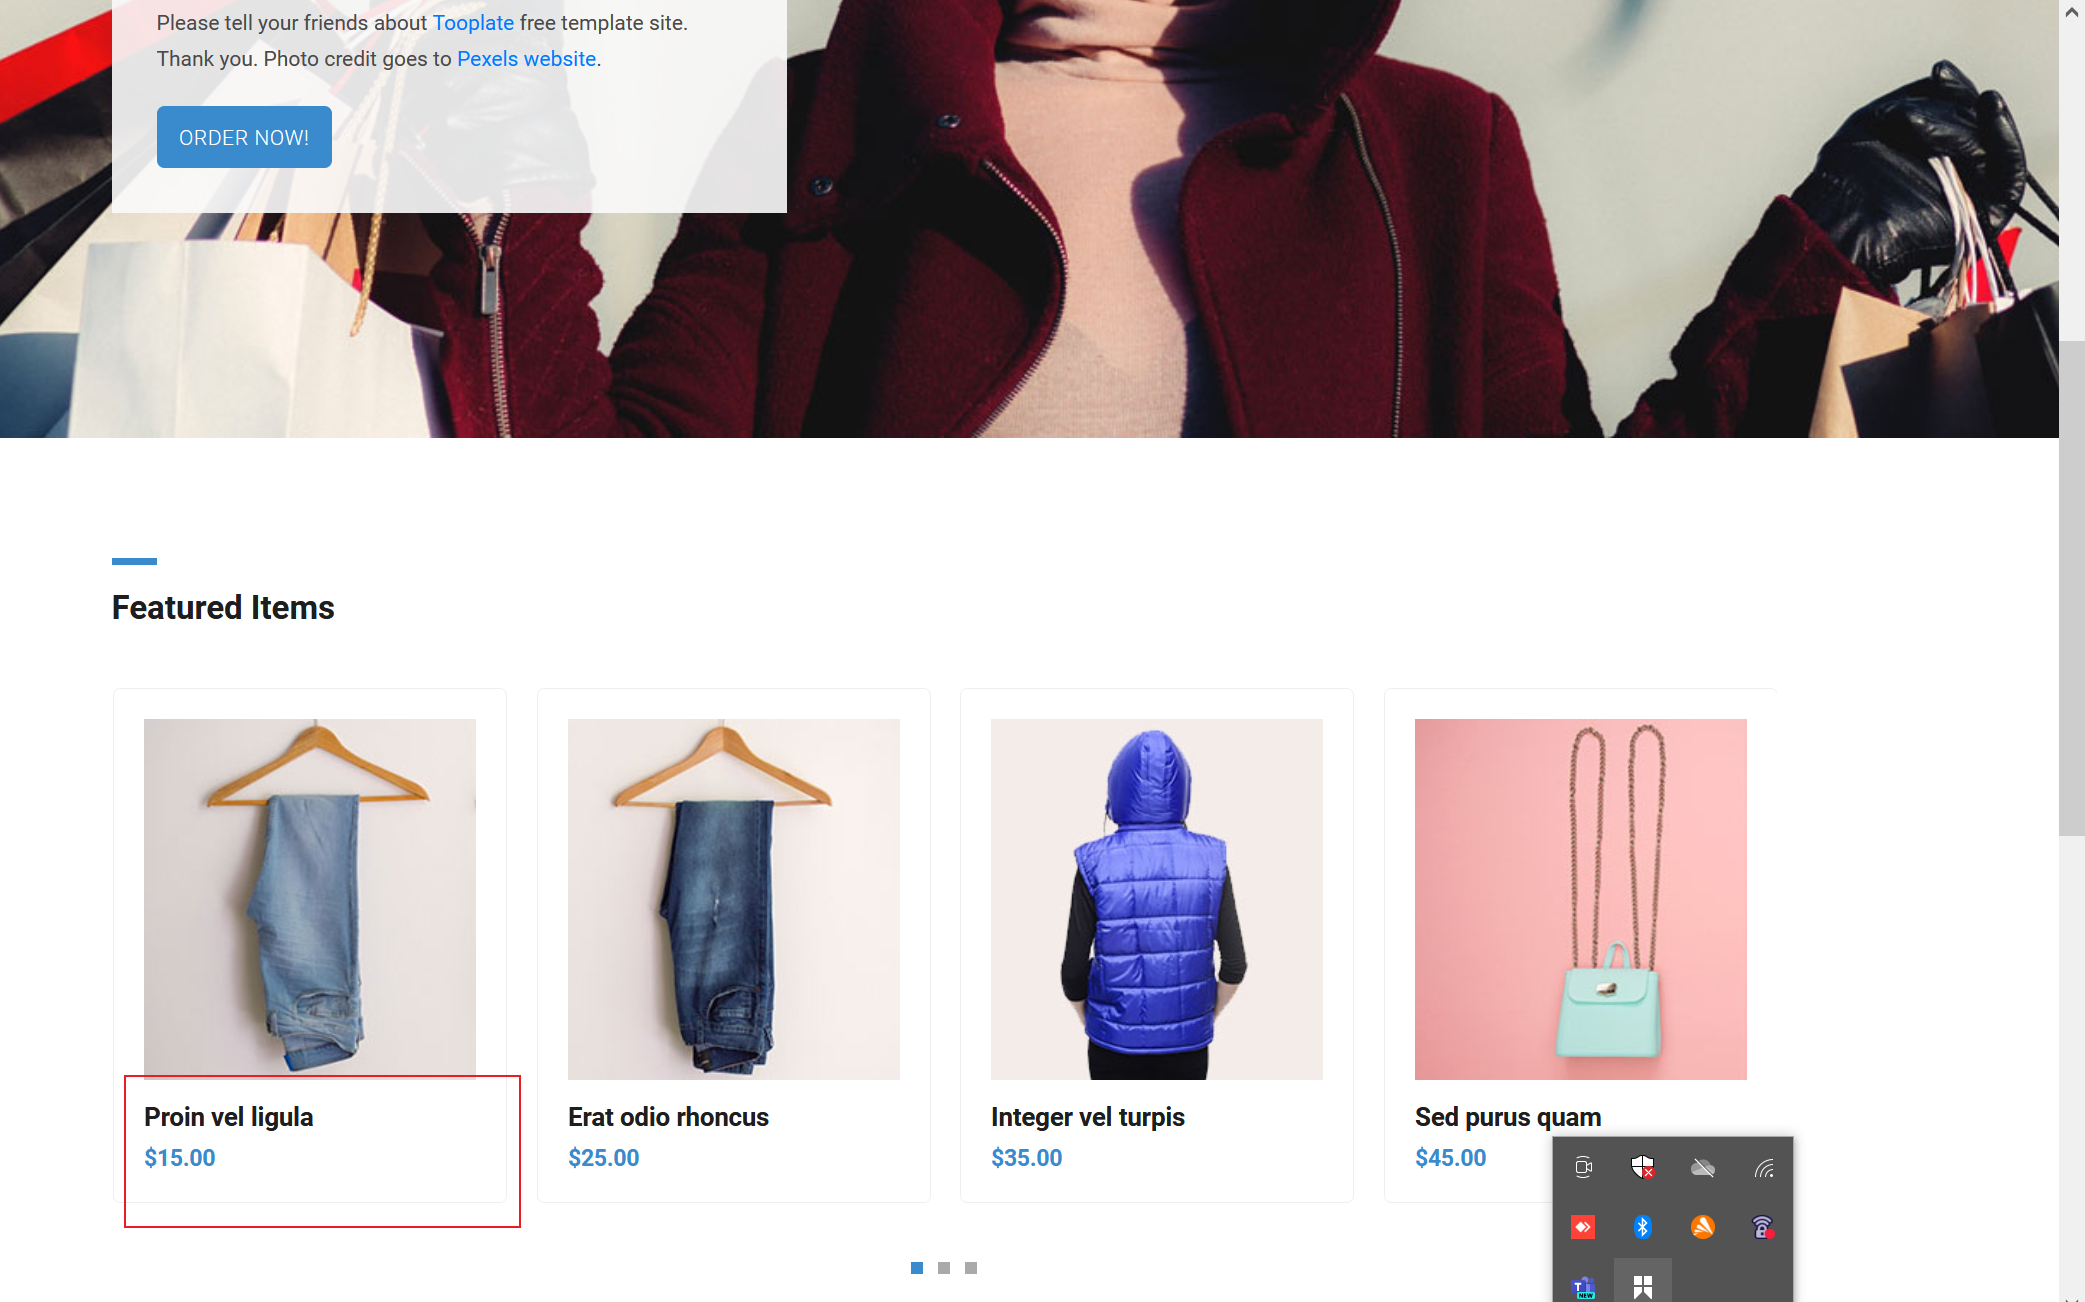 Please tell your friends about Tooplate free template site.
Thank you. Photo credit goes to Pexels website.
ORDER NOW!
Featured Items
Proin vel ligula
$15.00
Erat odio rhoncus
$25.00
Integer vel turpis
$35.00
Sed purus quam
$45.00
T
NEW